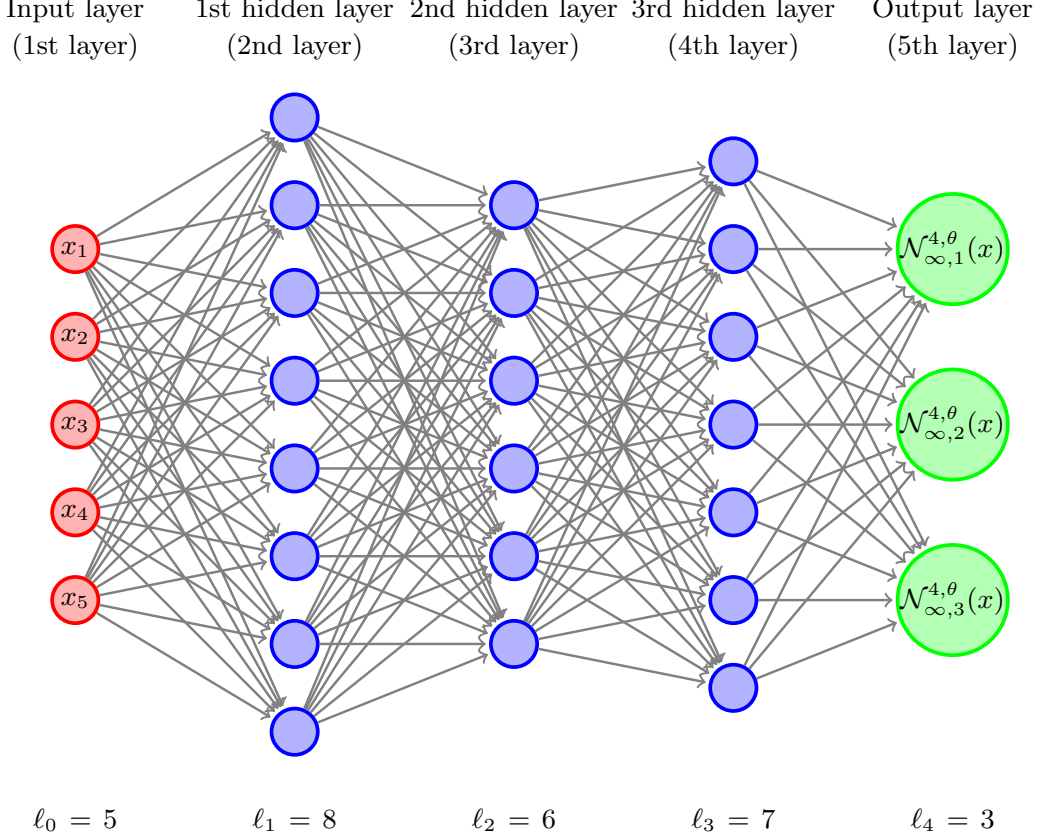 Input layer
(1st layer)
1st hidden layer
(2nd layer)
2nd hidden layer
(3rd layer)
3rd hidden layer
(4th layer)
Output layer
(5th layer)
x₁
x₂
x₃
x₄
x₅
𝒩^{4,θ}_{∞,1}(x)
𝒩^{4,θ}_{∞,2}(x)
𝒩^{4,θ}_{∞,3}(x)
ℓ₀ = 5
ℓ₁ = 8
ℓ₂ = 6
ℓ₃ = 7
ℓ₄ = 3